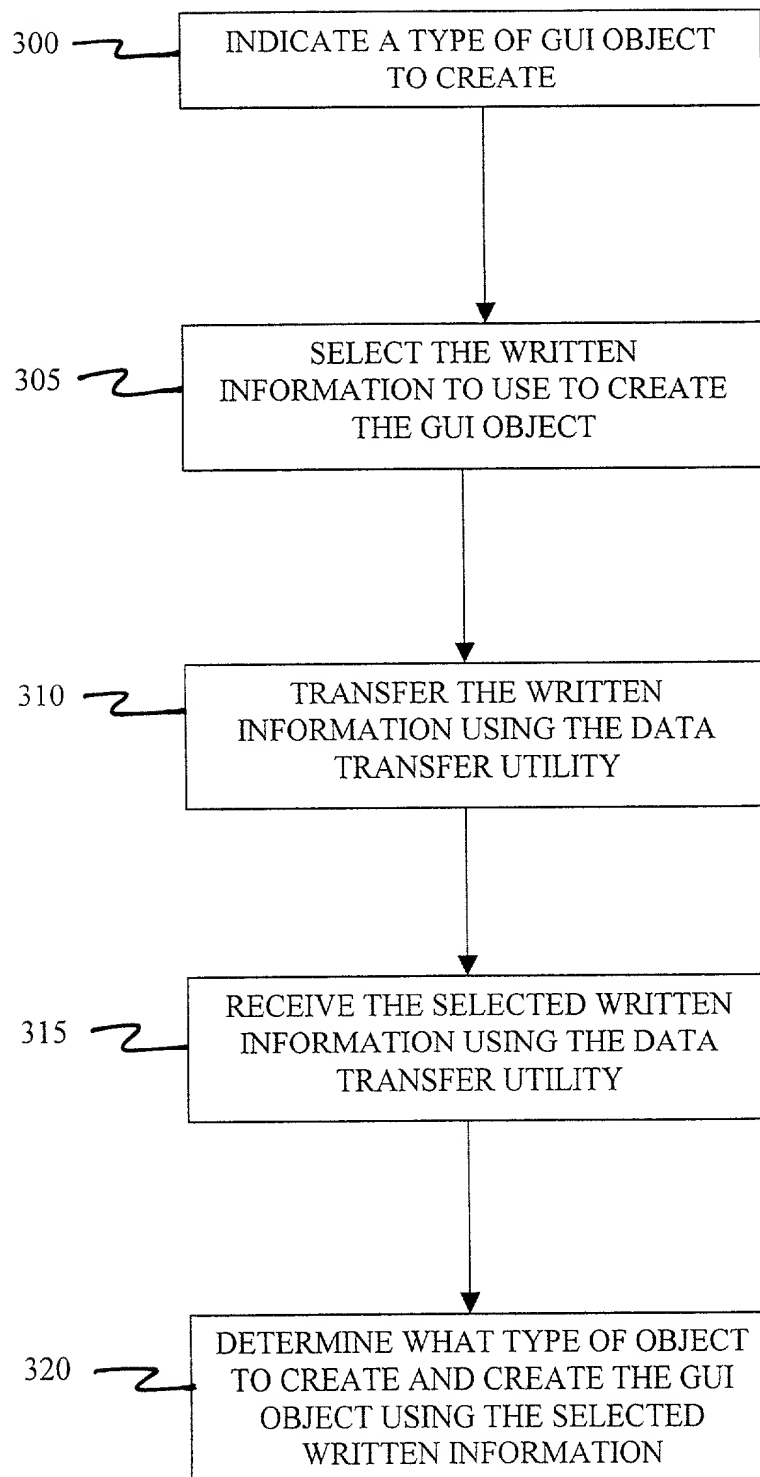 300
INDICATE A TYPE OF GUI OBJECT
TO CREATE
305
SELECT THE WRITTEN
INFORMATION TO USE TO CREATE
THE GUI OBJECT
310
TRANSFER THE WRITTEN
INFORMATION USING THE DATA
TRANSFER UTILITY
315
RECEIVE THE SELECTED WRITTEN
INFORMATION USING THE DATA
TRANSFER UTILITY
320
DETERMINE WHAT TYPE OF OBJECT
TO CREATE AND CREATE THE GUI
OBJECT USING THE SELECTED
WRITTEN INFORMATION